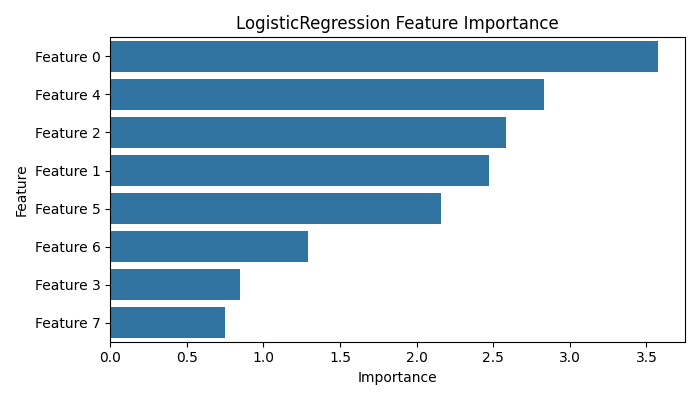 LogisticRegression Feature Importance
Feature 0
Feature 4
Feature 2
Feature 1
Feature 5
Feature 6
Feature 3
Feature 7
Feature
0.0 0.5 1.0 1.5 2.0 2.5 3.0 3.5
Importance